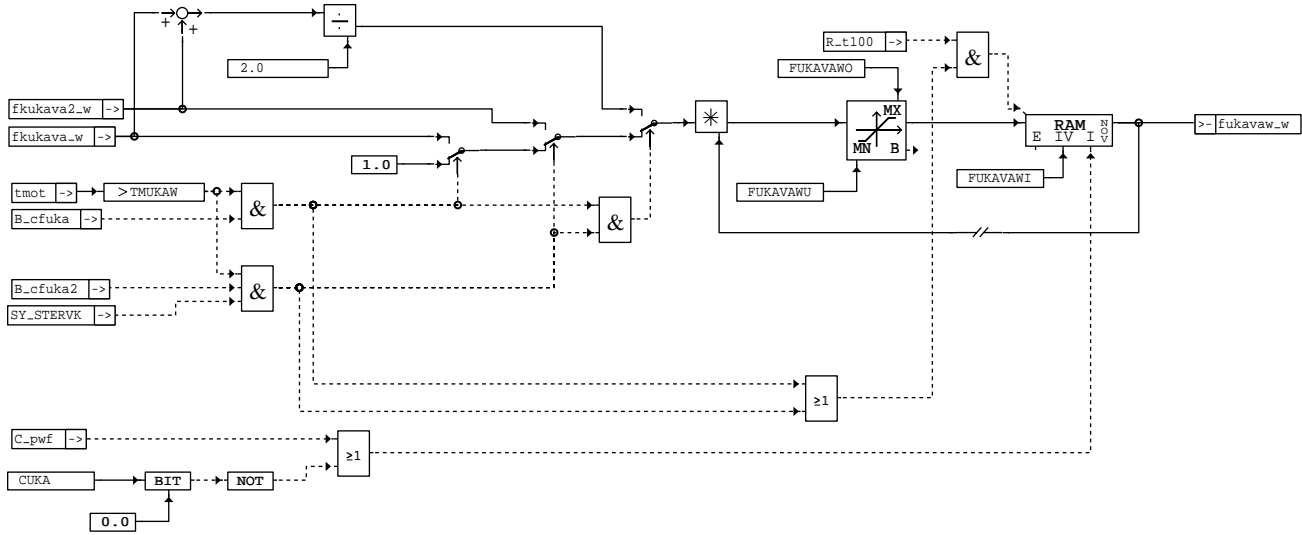 +
+
÷
2.0
R_t100 ->
&
FUKAVAWO
fkukava2_w ->
fkukava_w ->
1.0
*
MX
MN
B
RAM
E IV I
NOV
>- fukavaw_w
FUKAVAWU
FUKAVAWI
tmot ->
>TMUKAW
&
B_cfuka ->
&
B_cfuka2 ->
&
SY_STERVK ->
≥1
C_pwf ->
≥1
CUKA
BIT
NOT
0.0